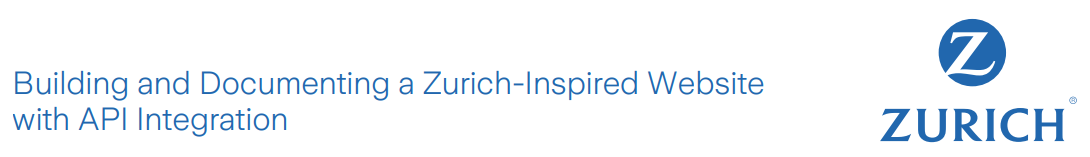 Building and Documenting a Zurich-Inspired Website
with API Integration
Z
ZURICH®